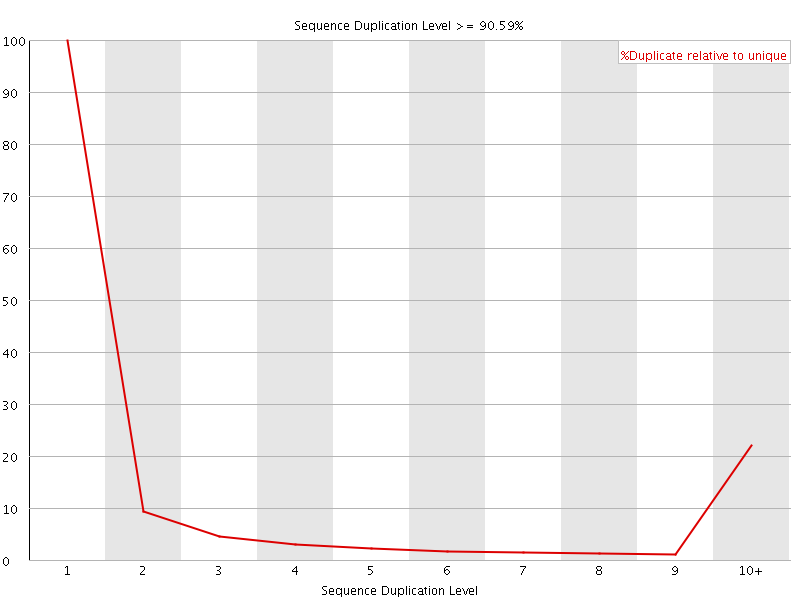 Sequence Duplication Level >= 90.59%
%Duplicate relative to unique
100
90
80
70
60
50
40
30
20
10
0
1 2 3 4 5 6 7 8 9 10+
Sequence Duplication Level